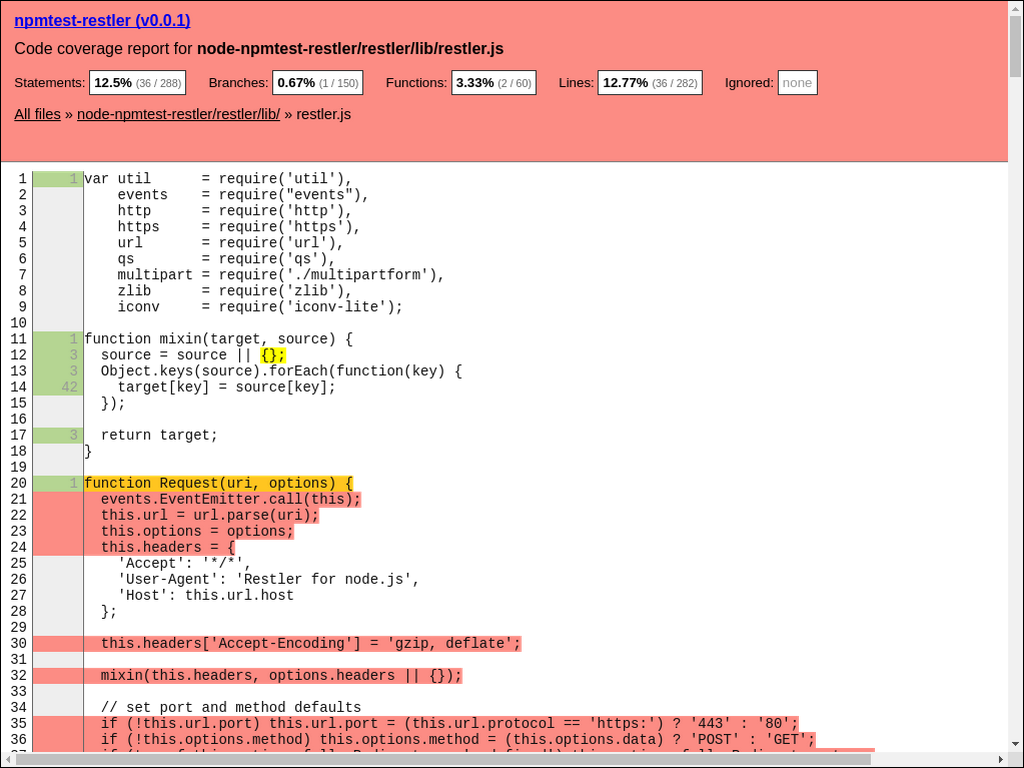 npmtest-restler (v0.0.1)
Code coverage report for node-npmtest-restler/restler/lib/restler.js
Statements: 12.5% (36 / 288) Branches: 0.67% (1 / 150) Functions: 3.33% (2 / 60) Lines: 12.77% (36 / 282) Ignored: none
All files » node-npmtest-restler/restler/lib/ » restler.js
1 1 var util      = require('util'),
2     events    = require("events"),
3     http      = require('http'),
4     https     = require('https'),
5     url       = require('url'),
6     qs        = require('qs'),
7     multipart = require('./multipartform'),
8     zlib      = require('zlib'),
9     iconv     = require('iconv-lite');
10
11 1 function mixin(target, source) {
12 3   source = source || {};
13 3   Object.keys(source).forEach(function(key) {
14 42     target[key] = source[key];
15   });
16
17 3   return target;
18 }
19
20 1 function Request(uri, options) {
21   events.EventEmitter.call(this);
22   this.url = url.parse(uri);
23   this.options = options;
24   this.headers = {
25     'Accept': '*/*',
26     'User-Agent': 'Restler for node.js',
27     'Host': this.url.host
28   };
29
30   this.headers['Accept-Encoding'] = 'gzip, deflate';
31
32   mixin(this.headers, options.headers || {});
33
34   // set port and method defaults
35   if (!this.url.port) this.url.port = (this.url.protocol == 'https:') ? '443' : '80';
36   if (!this.options.method) this.options.method = (this.options.data) ? 'POST' : 'GET';